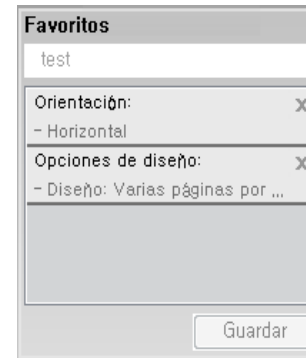 Favoritos
test
Orientación:
- Horizontal
Opciones de diseño:
- Diseño: Varias páginas por ...
Guardar